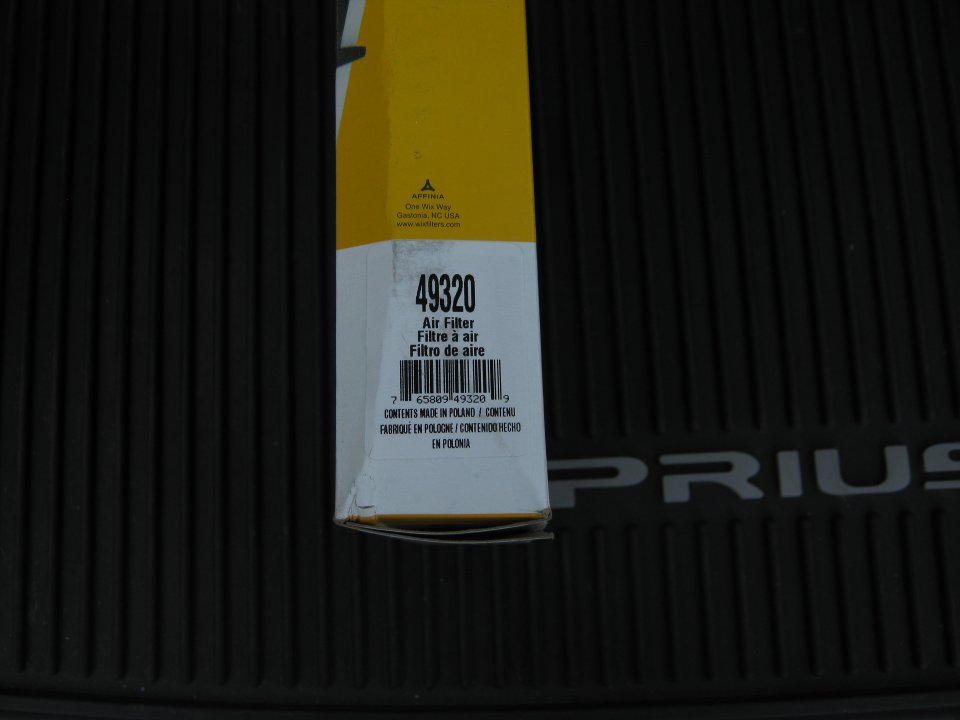 AFFINIA
One Wix Way
Gastonia, NC USA
www.wixfilters.com
49320
Air Filter
Filtre à air
Filtro de aire
7 65809 49320 9
CONTENTS MADE IN POLAND / CONTENU
FABRIQUÉ EN POLOGNE / CONTENIDO HECHO
EN POLONIA
PRIUS